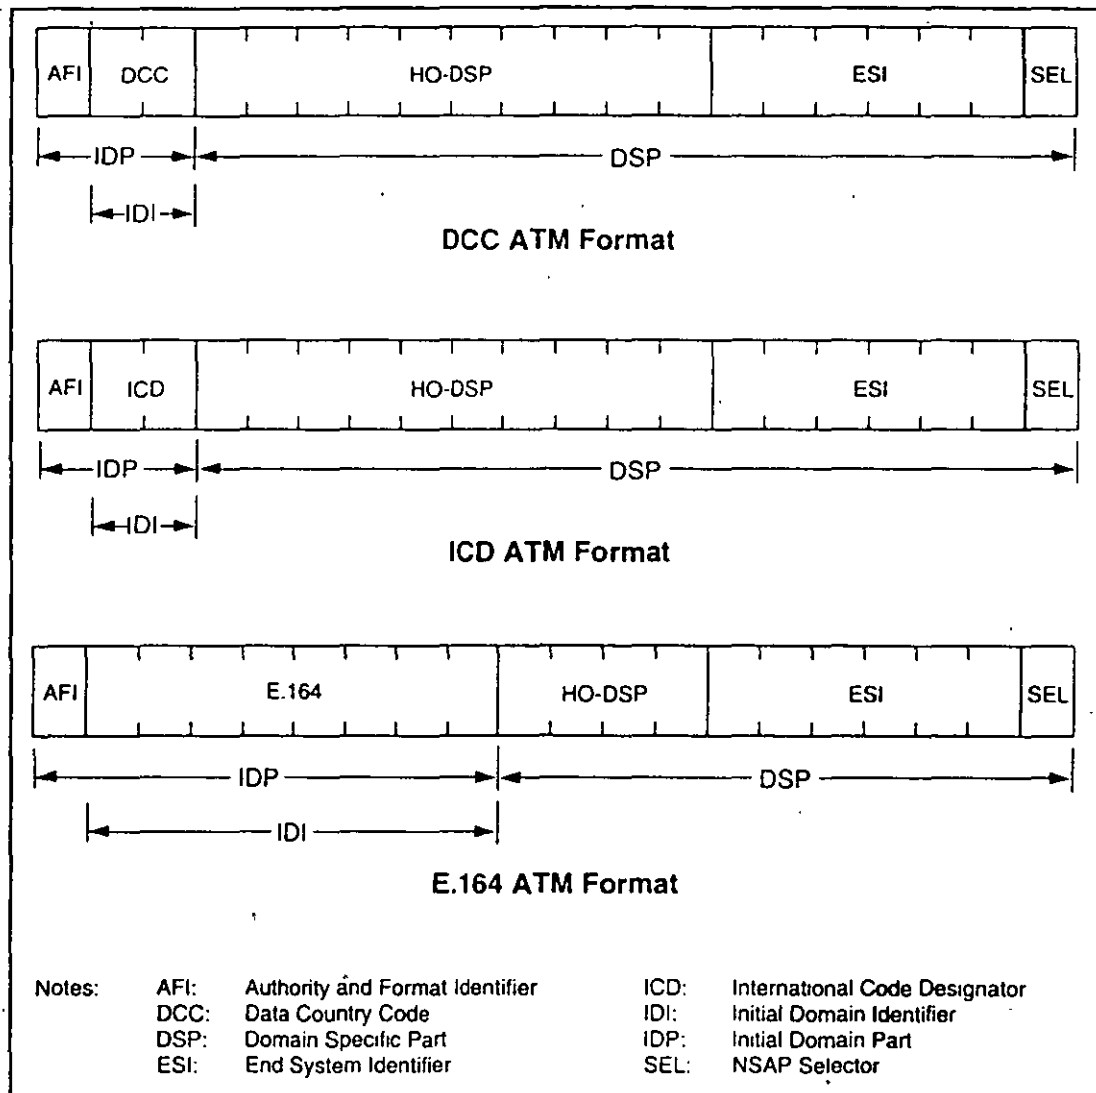 AFI DCC HO-DSP ESI SEL
IDP DSP
IDI
DCC ATM Format
AFI ICD HO-DSP ESI SEL
IDP DSP
IDI
ICD ATM Format
AFI E.164 HO-DSP ESI SEL
IDP DSP
IDI
E.164 ATM Format
Notes: AFI: Authority and Format Identifier ICD: International Code Designator
DCC: Data Country Code IDI: Initial Domain Identifier
DSP: Domain Specific Part IDP: Initial Domain Part
ESI: End System Identifier SEL: NSAP Selector